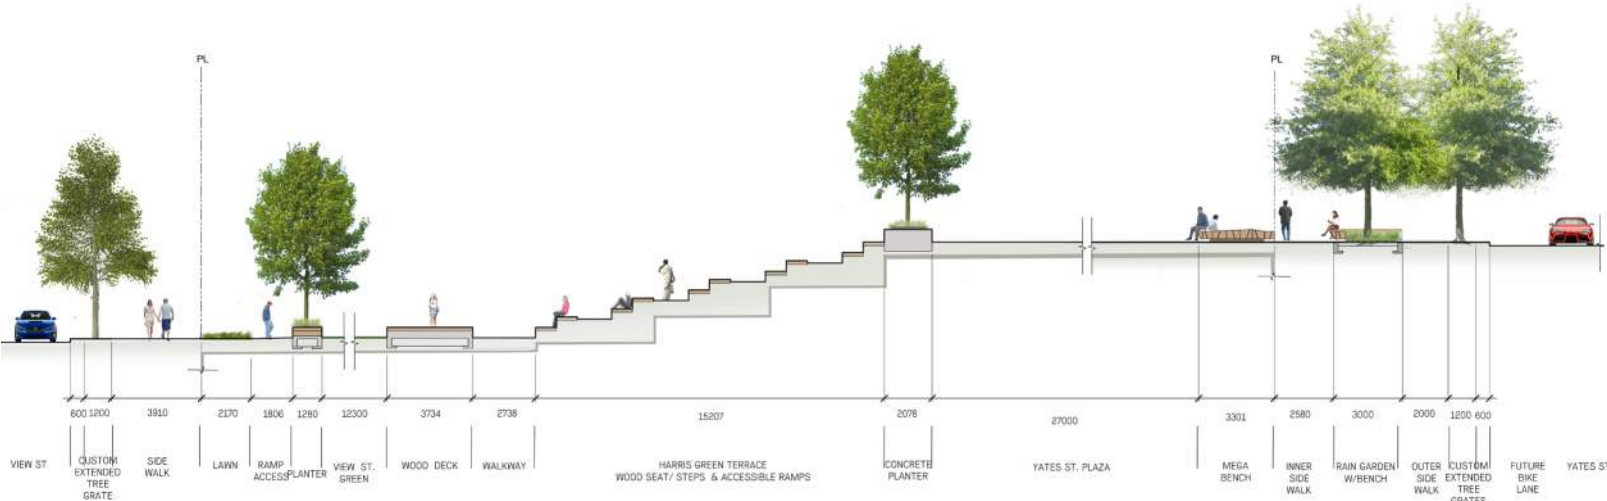 PL
PL
600 1200 3910 2170 1806 1280 12300 3734 2738 15207 2078 27000 3301 2580 3000 2000 1200 600
VIEW ST
CUSTOM
EXTENDED
TREE
GRATE
SIDE
WALK
LAWN
RAMP
ACCESS
PLANTER
VIEW ST.
GREEN
WOOD DECK
WALKWAY
HARRIS GREEN TERRACE
WOOD SEAT/ STEPS & ACCESSIBLE RAMPS
CONCRETE
PLANTER
YATES ST. PLAZA
MEGA
BENCH
INNER
SIDE
WALK
RAIN GARDEN
W/BENCH
OUTER
SIDE
WALK
CUSTOM
EXTENDED
TREE
GRATES
FUTURE
BIKE
LANE
YATES ST